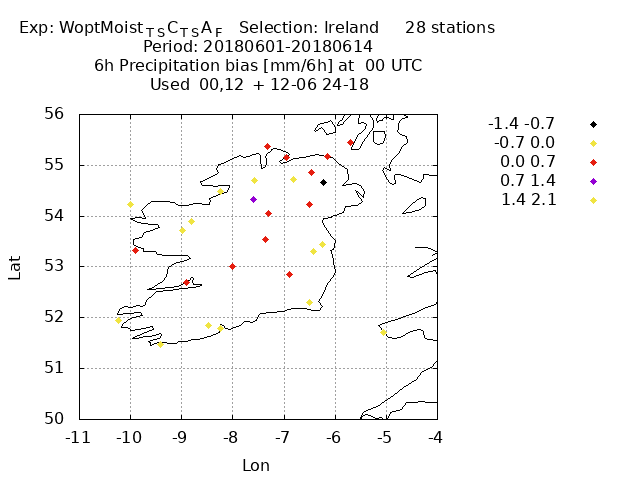 Exp: WoptMoistTSCTSAF Selection: Ireland 28 stations
Period: 20180601-20180614
6h Precipitation bias [mm/6h] at 00 UTC
Used 00,12 + 12-06 24-18
-1.4 -0.7
-0.7 0.0
0.0 0.7
0.7 1.4
1.4 2.1
Lat
56
55
54
53
52
51
50
-11 -10 -9 -8 -7 -6 -5 -4
Lon